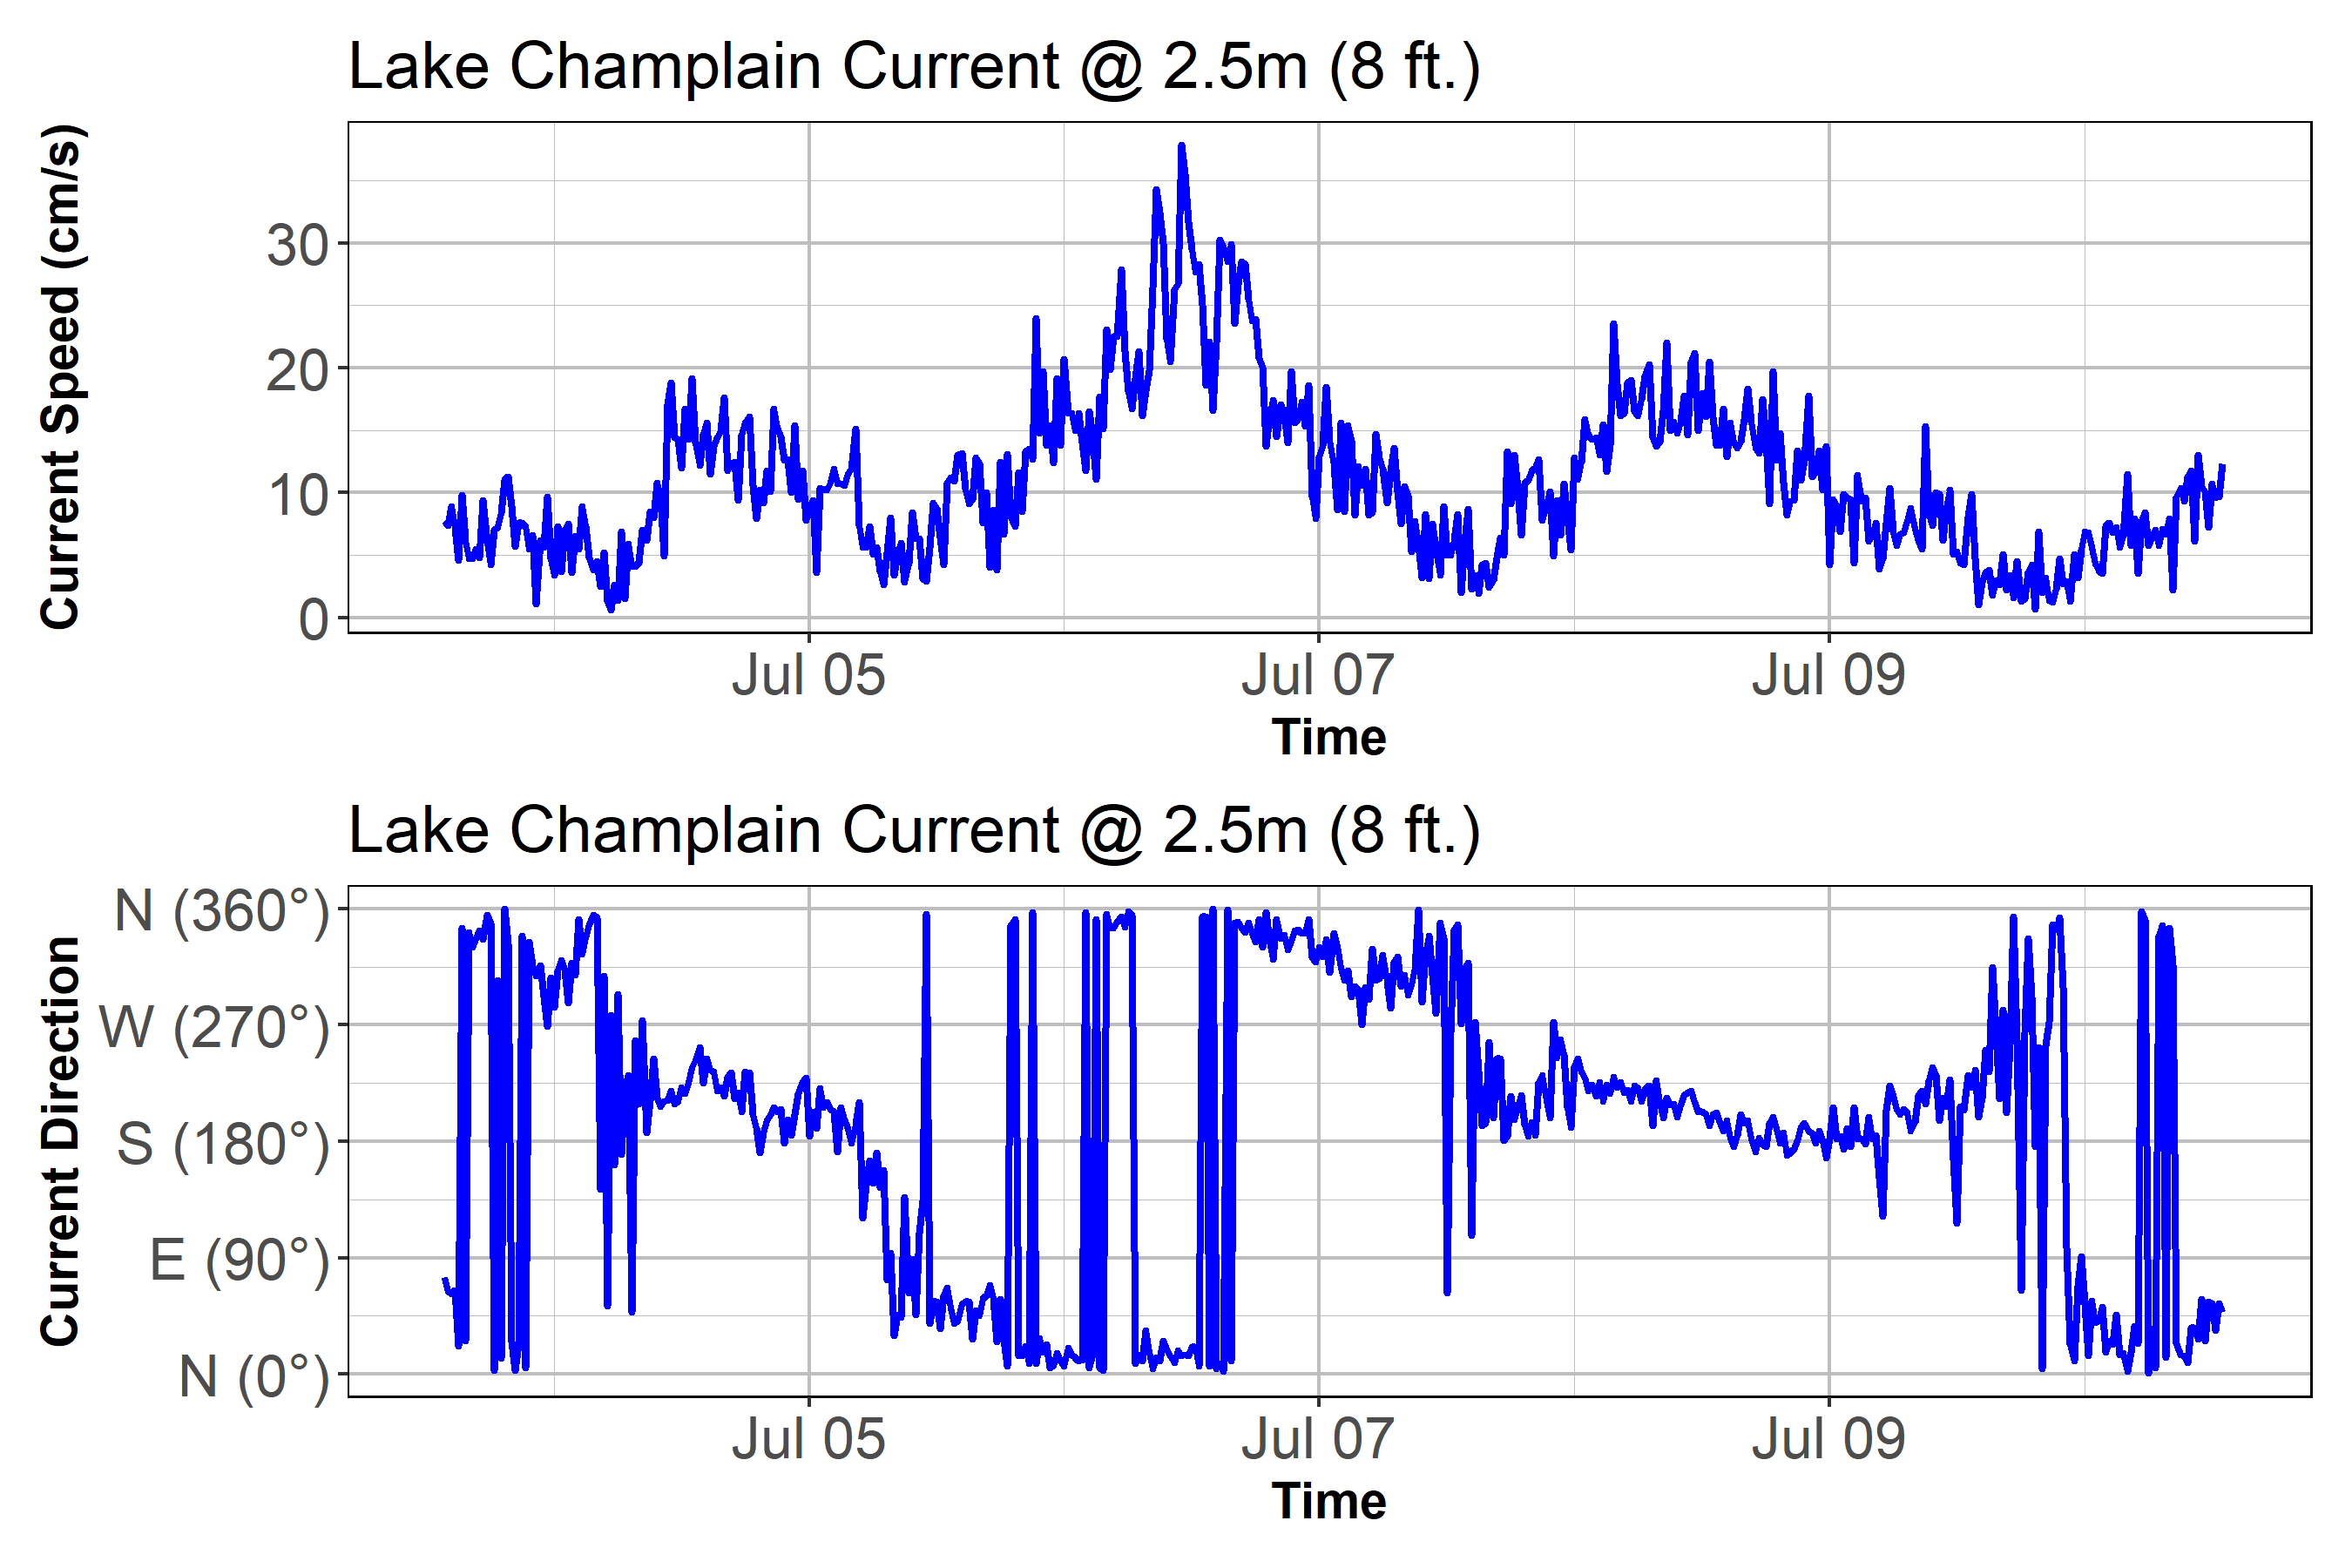 Lake Champlain Current @ 2.5m (8 ft.)
Current Speed (cm/s)
30
20
10
0
Jul 05 Jul 07 Jul 09
Time
Lake Champlain Current @ 2.5m (8 ft.)
Current Direction
N (360°)
W (270°)
S (180°)
E (90°)
N (0°)
Jul 05 Jul 07 Jul 09
Time